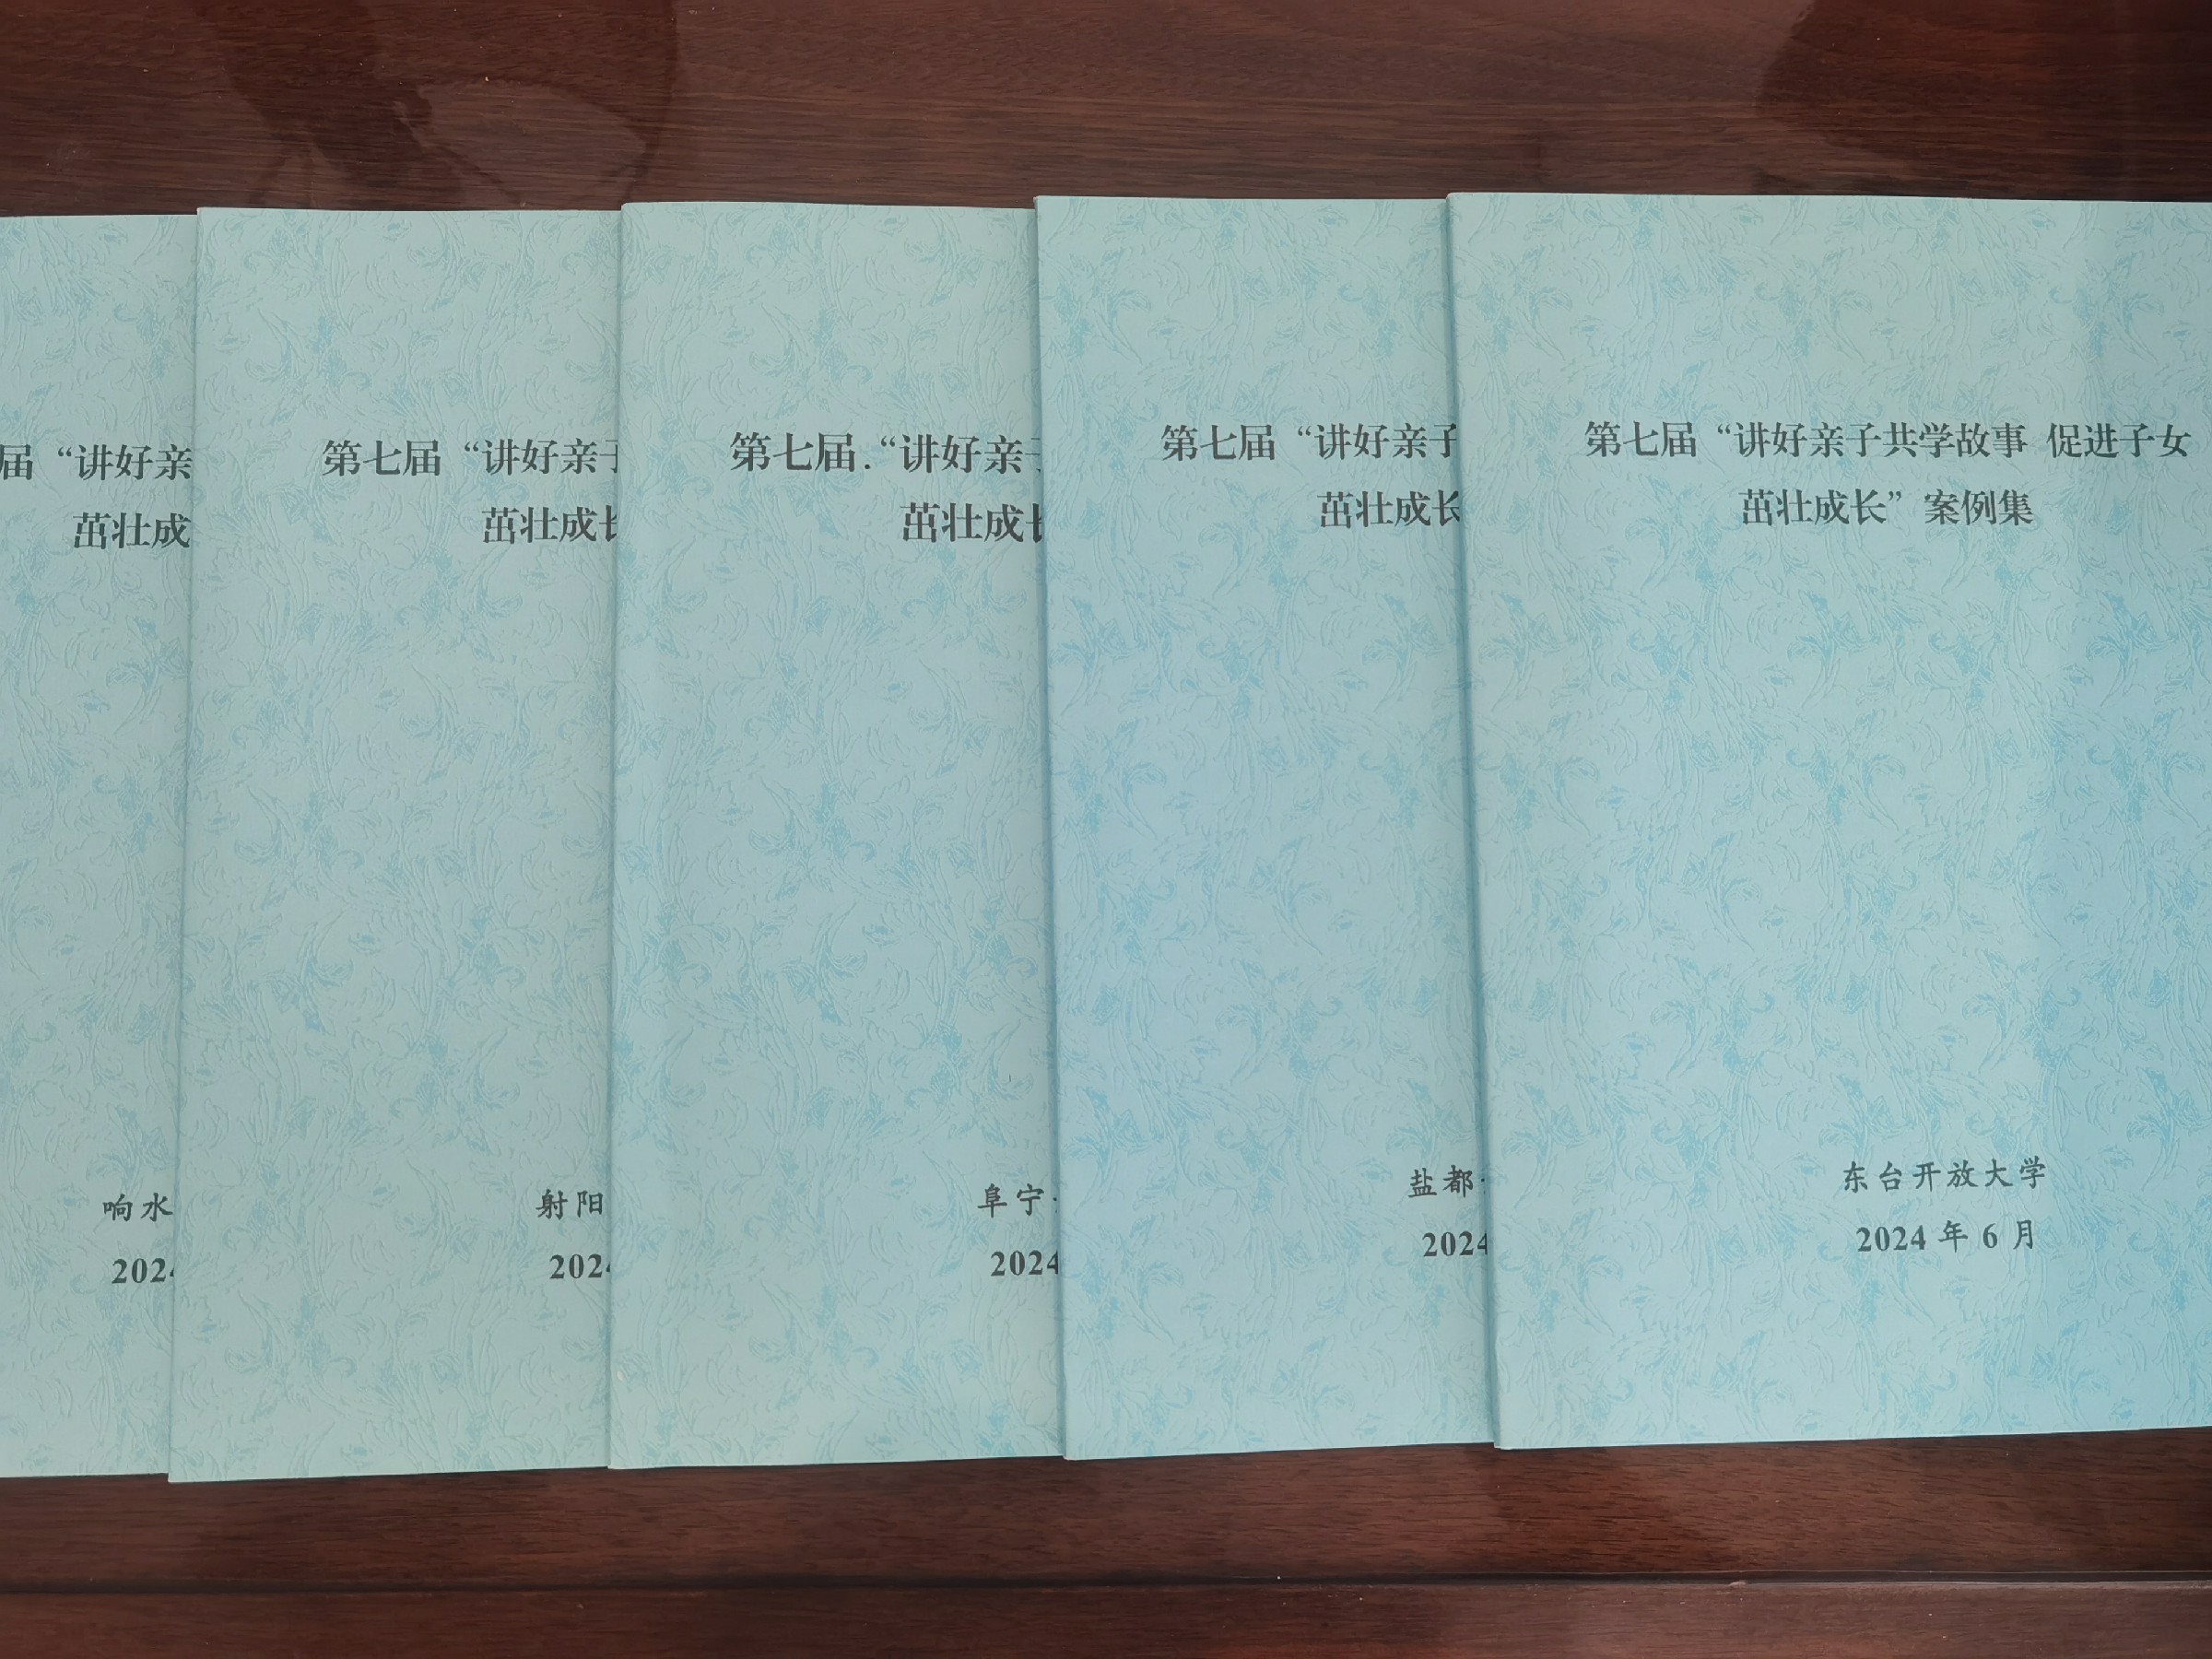 届“讲好亲
茁壮成
响水
202
第七届“讲好亲子
茁壮成长
射阳
202
第七届.“讲好亲子
茁壮成长
阜宁
2024
第七届“讲好亲子
茁壮成长
盐都
2024
第七届“讲好亲子共学故事 促进子女
茁壮成长”案例集
东台开放大学
2024 年 6 月